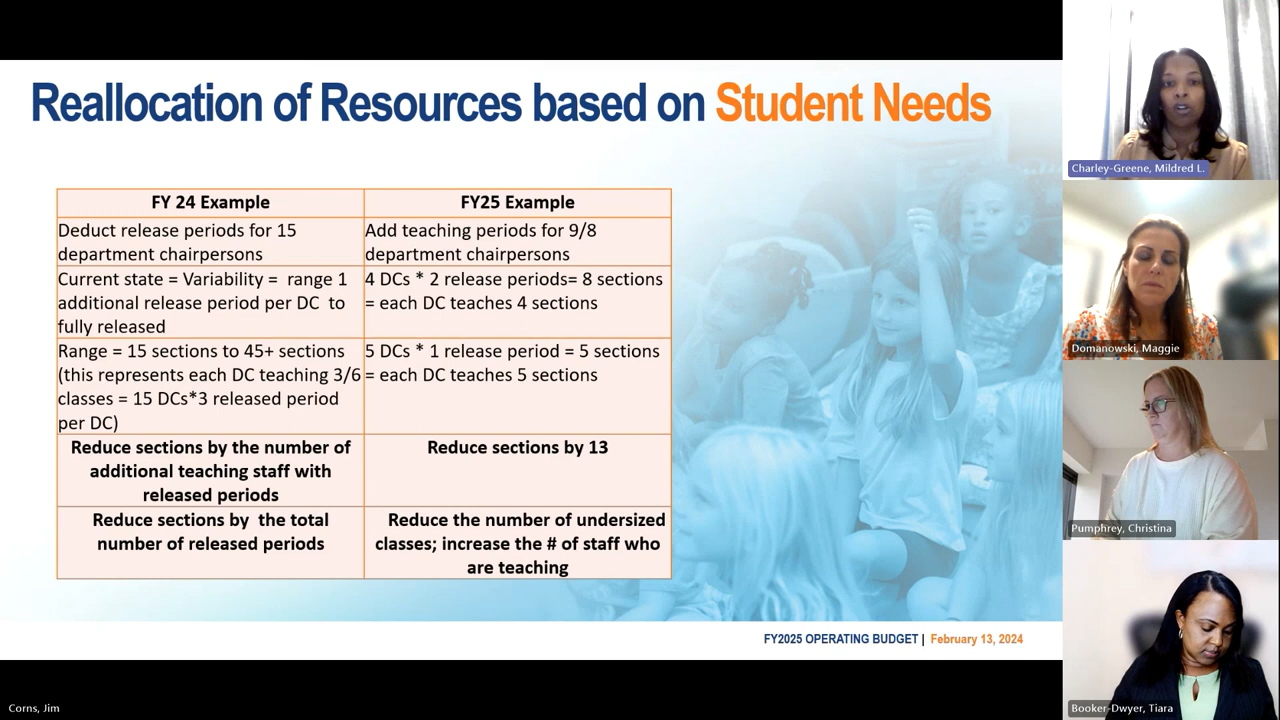 Reallocation of Resources based on Student Needs
FY 24 Example
FY25 Example
Deduct release periods for 15
department chairpersons
Add teaching periods for 9/8
department chairpersons
Current state = Variability = range 1
additional release period per DC to
fully released
4 DCs * 2 release periods= 8 sections
= each DC teaches 4 sections
Range = 15 sections to 45+ sections
(this represents each DC teaching 3/6
classes = 15 DCs*3 released period
per DC)
5 DCs * 1 release period = 5 sections
= each DC teaches 5 sections
Reduce sections by the number of
additional teaching staff with
released periods
Reduce sections by 13
Reduce sections by the total
number of released periods
Reduce the number of undersized
classes; increase the # of staff who
are teaching
FY2025 OPERATING BUDGET | February 13, 2024
Corns, Jim
Charley-Greene, Mildred L.
Domanowski, Maggie
Pumphrey, Christina
Booker-Dwyer, Tiara